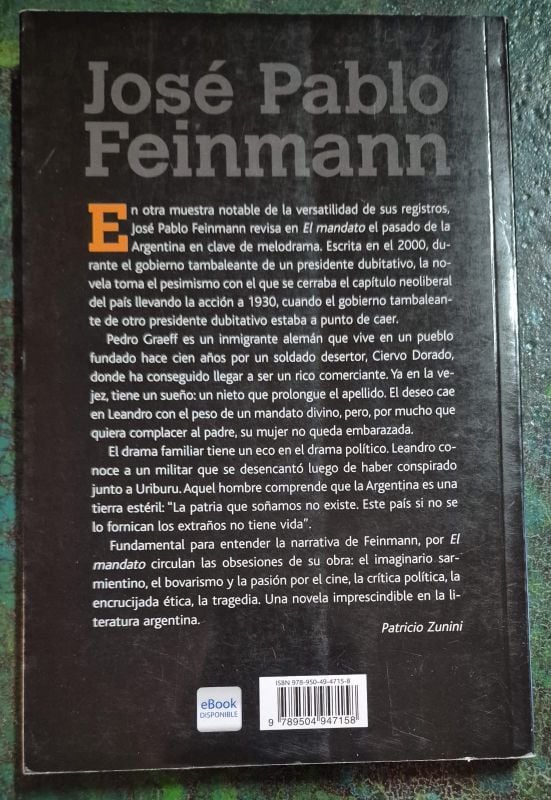 José Pablo
Feinmann
En otra muestra notable de la versatilidad de sus registros,
José Pablo Feinmann revisa en El mandato el pasado de la
Argentina en clave de melodrama. Escrita en el 2000, du-
rante el gobierno tambaleante de un presidente dubitativo, la no-
vela toma el pesimismo con el que se cerraba el capítulo neoliberal
del país llevando la acción a 1930, cuando el gobierno tambalean-
te de otro presidente dubitativo estaba a punto de caer.
Pedro Graeff es un inmigrante alemán que vive en un pueblo
fundado hace cien años por un soldado desertor, Ciervo Dorado,
donde ha conseguido llegar a ser un rico comerciante. Ya en la ve-
jez, tiene un sueño: un nieto que prolongue el apellido. El deseo cae
en Leandro con el peso de un mandato divino, pero, por mucho que
quiera complacer al padre, su mujer no queda embarazada.
El drama familiar tiene un eco en el drama político. Leandro co-
noce a un militar que se desencantó luego de haber conspirado
junto a Uriburu. Aquel hombre comprende que la Argentina es una
tierra estéril: "La patria que soñamos no existe. Este país si no se
lo fornican los extraños no tiene vida".
Fundamental para entender la narrativa de Feinmann, por El
mandato circulan las obsesiones de su obra: el imaginario sar-
mientino, el bovarismo y la pasión por el cine, la crítica política, la
encrucijada ética, la tragedia. Una novela imprescindible en la li-
teratura argentina.
Patricio Zunini
ISBN 978-950-49-4715-8
eBook
DISPONIBLE
9 789504 947158